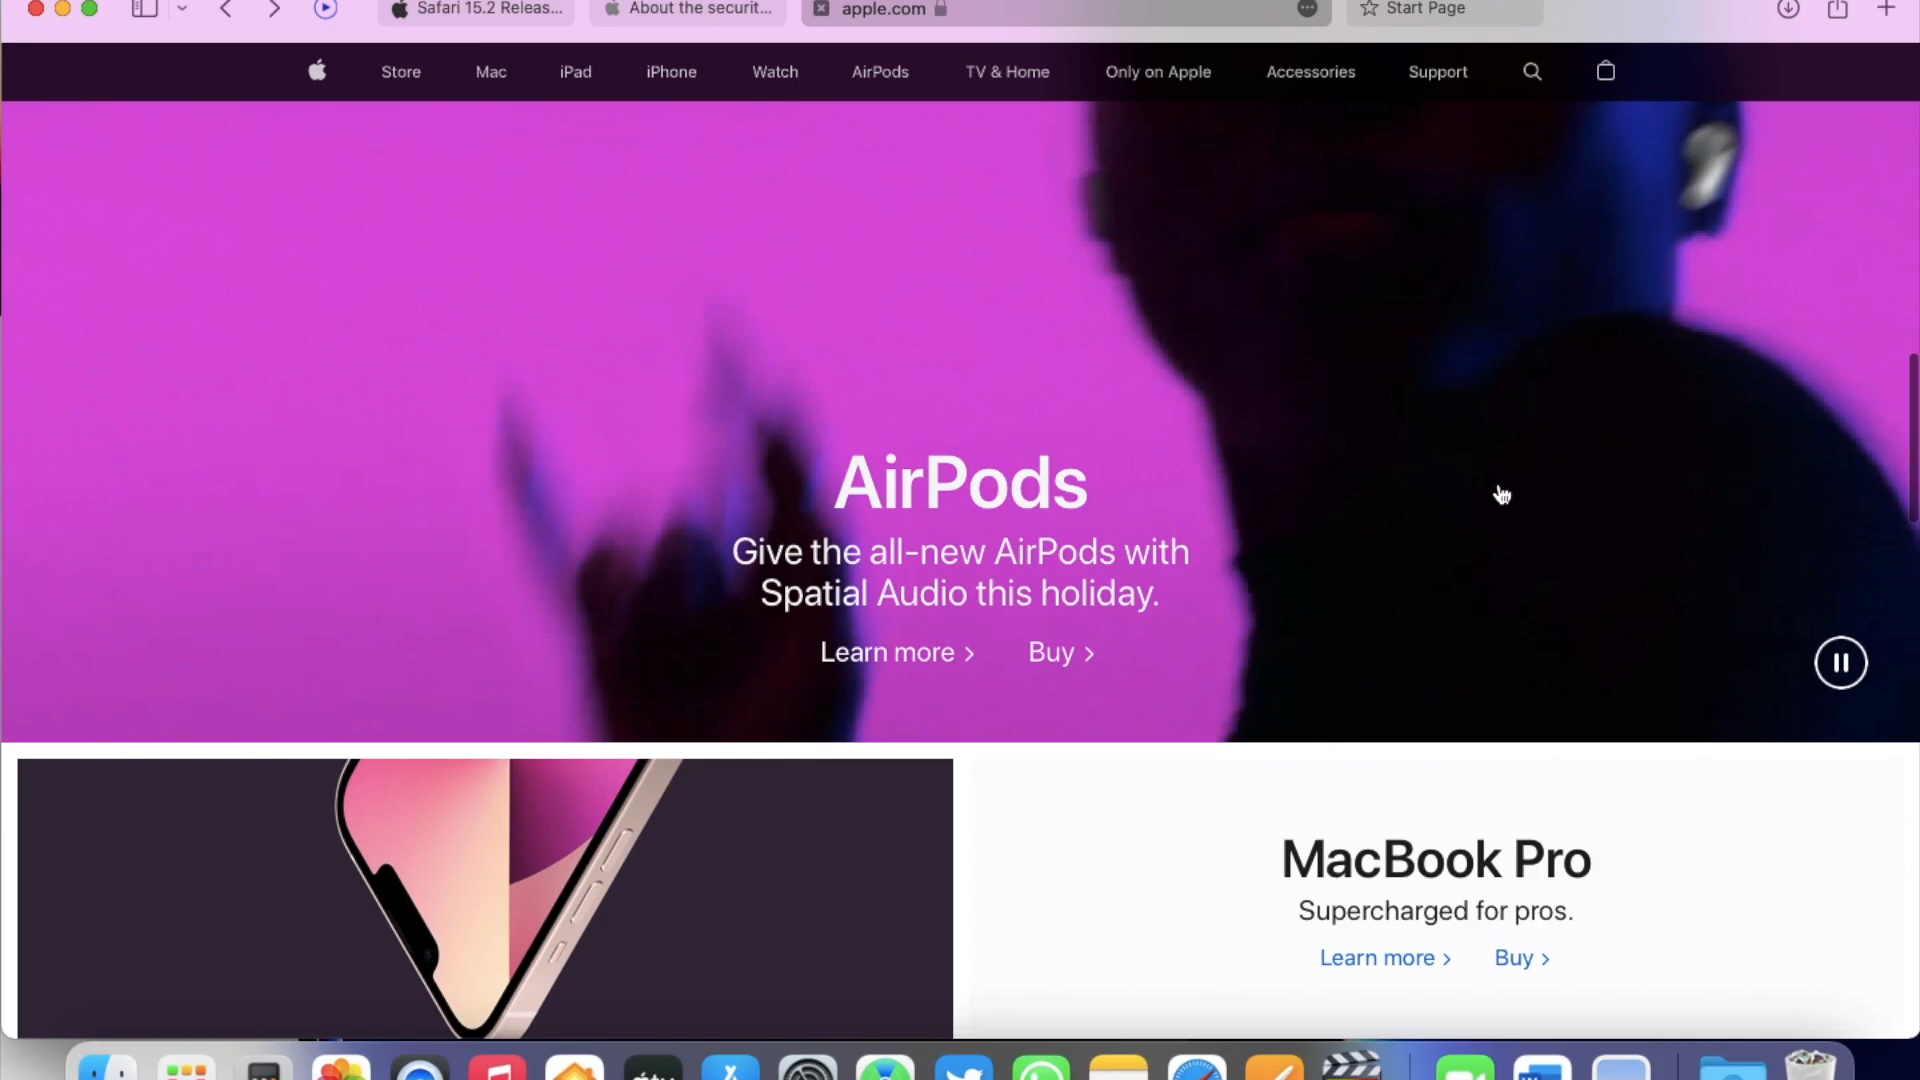 Safari 15.2 Releas...
About the securit...
apple.com
Start Page
Store
Mac
iPad
iPhone
Watch
AirPods
TV & Home
Only on Apple
Accessories
Support
AirPods
Give the all-new AirPods with
Spatial Audio this holiday.
Learn more >
Buy >
MacBook Pro
Supercharged for pros.
Learn more >
Buy >